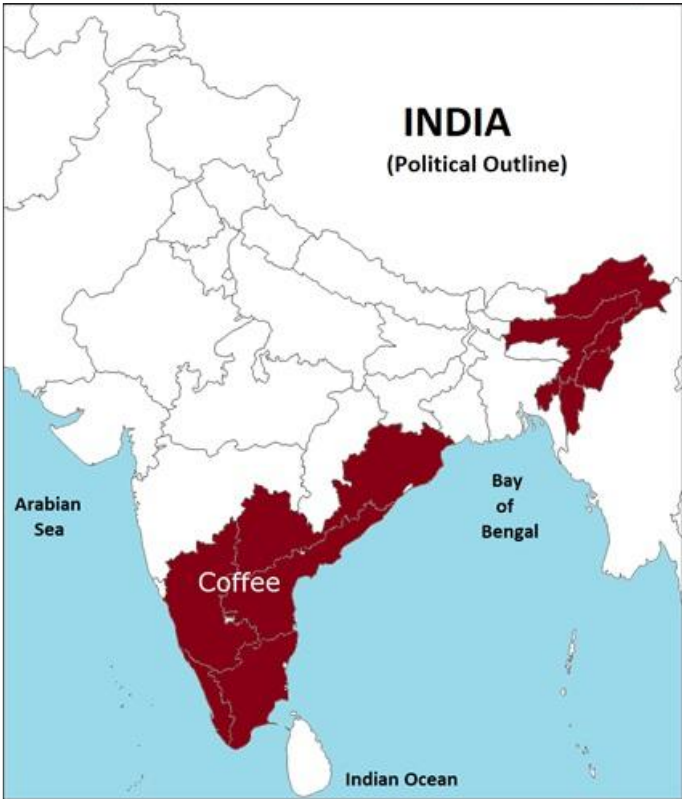 INDIA
(Political Outline)
Arabian
Sea
Bay
of
Bengal
Coffee
Indian Ocean